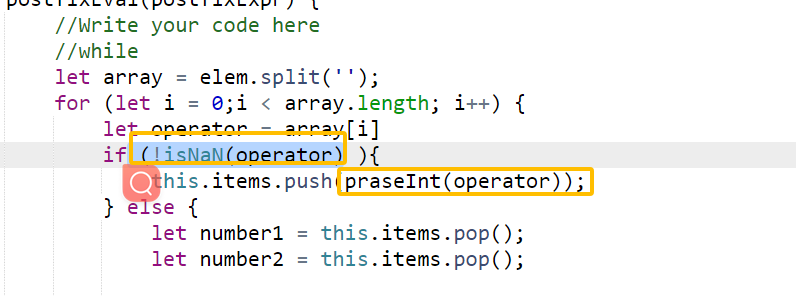 postfixEval(postfixExpr) {
//Write your code here
//while
let array = elem.split('');
for (let i = 0;i < array.length; i++) {
let operator = array[i]
if (!isNaN(operator) ){
this.items.push(praseInt(operator));
} else {
let number1 = this.items.pop();
let number2 = this.items.pop();